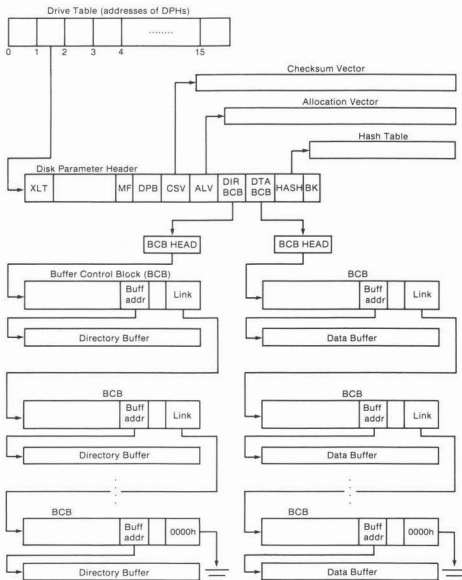 Drive Table (addresses of DPHs)
........
0 1 2 3 4 15
Checksum Vector
Allocation Vector
Hash Table
Disk Parameter Header
XLT MF DPB CSV ALV DIR BCB DTA BCB HASH BK
BCB HEAD BCB HEAD
Buffer Control Block (BCB) BCB
Buff addr Link Buff addr Link
Directory Buffer Data Buffer
BCB BCB
Buff addr Link Buff addr Link
Directory Buffer Data Buffer
BCB BCB
Buff addr 0000h Buff addr 0000h
Directory Buffer Data Buffer